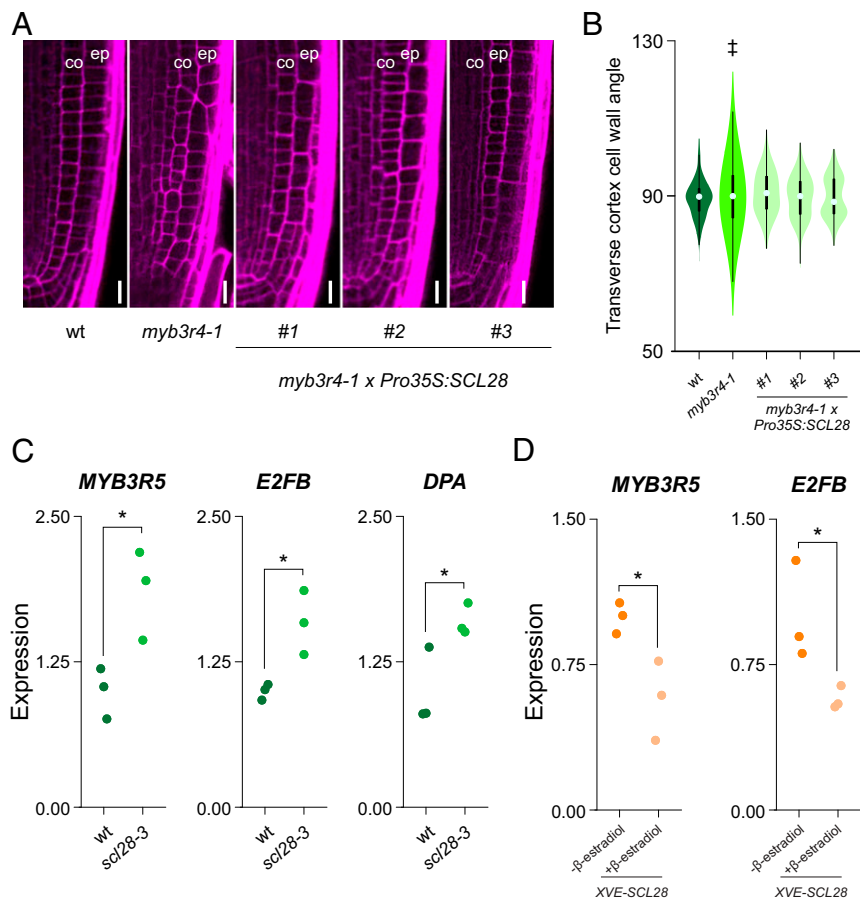 A
co ep
co ep
co ep
co ep
co ep
wt
myb3r4-1
#1
#2
#3
myb3r4-1 x Pro35S:SCL28
B
Transverse cortex cell wall angle
130
90
50
‡
wt
myb3r4-1
#1
#2
#3
myb3r4-1 x
Pro35S:SCL28
C
Expression
MYB3R5
2.50
1.25
0.00
*
wt
scl28-3
E2FB
2.50
1.25
0.00
*
wt
scl28-3
DPA
2.50
1.25
0.00
*
wt
scl28-3
D
Expression
MYB3R5
1.50
0.75
0.00
*
-β-estradiol
+β-estradiol
XVE-SCL28
E2FB
1.50
0.75
0.00
*
-β-estradiol
+β-estradiol
XVE-SCL28